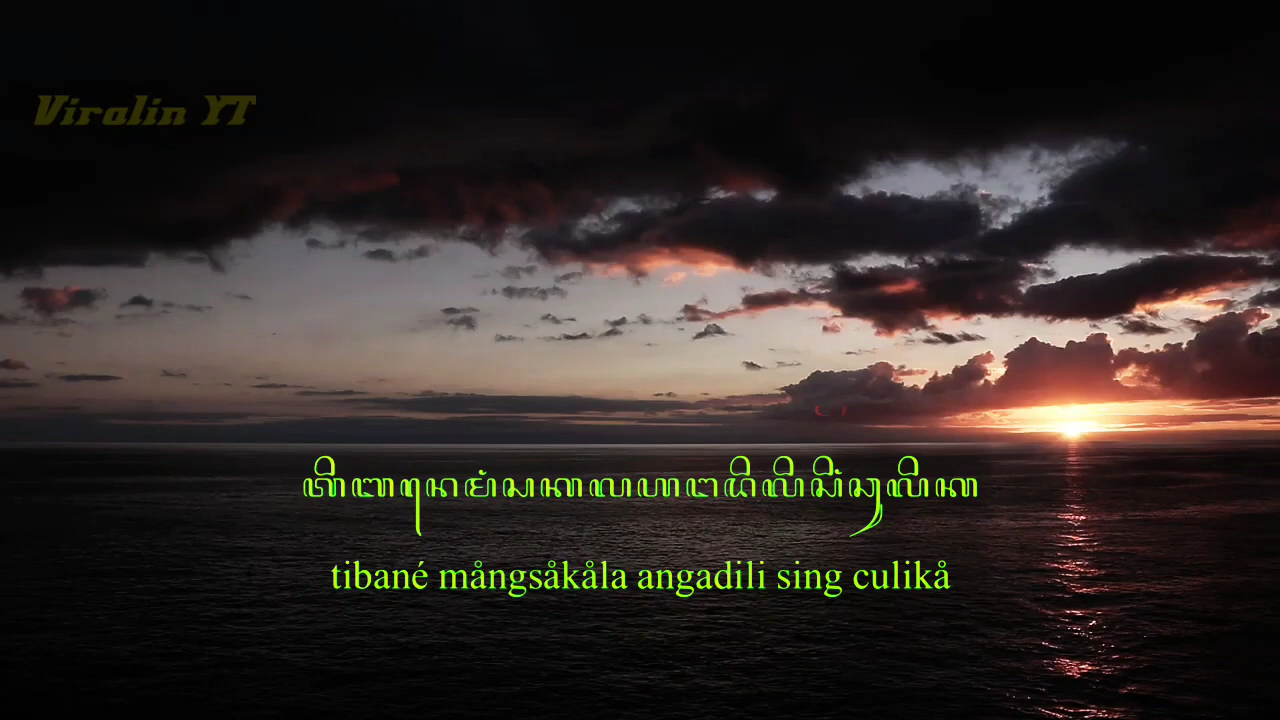 Viralin YT
ꦠꦶꦧꦤꦺꦩꦁꦱꦏꦭꦲꦔꦢꦶꦭꦶꦱꦶꦁꦕꦸꦭꦶꦏ
tibané mångsåkåla angadili sing culikå